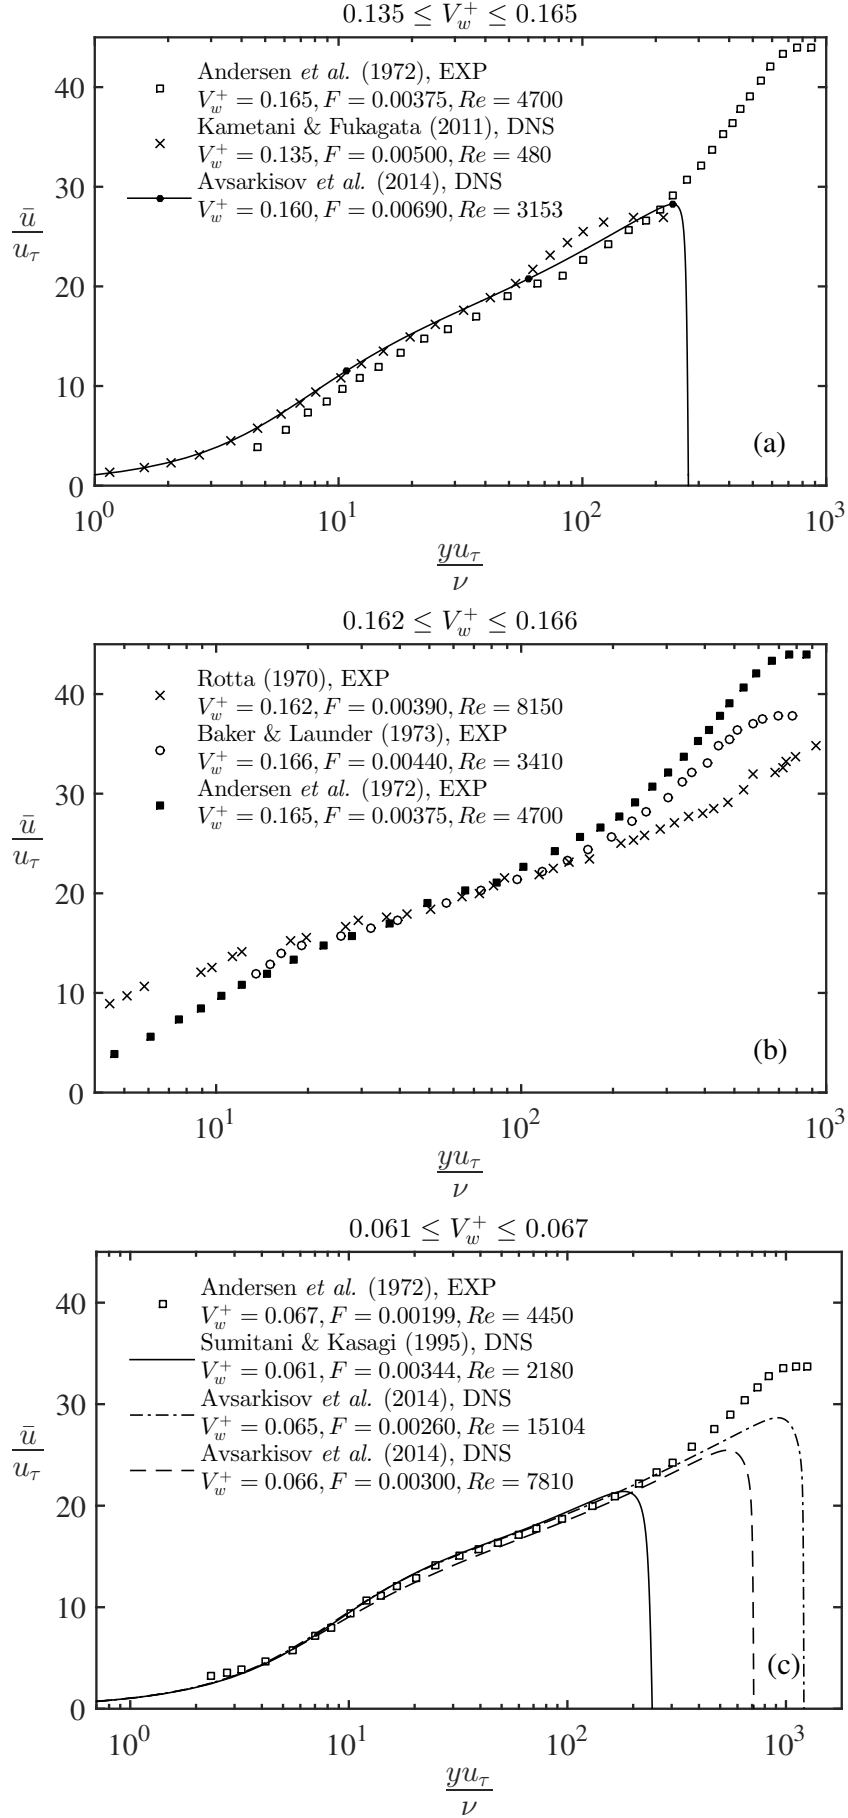 0.135 ≤ V_w^+ ≤ 0.165
Andersen et al. (1972), EXP
V_w^+ = 0.165, F = 0.00375, Re = 4700
Kametani & Fukagata (2011), DNS
V_w^+ = 0.135, F = 0.00500, Re = 480
Avsarkisov et al. (2014), DNS
V_w^+ = 0.160, F = 0.00690, Re = 3153
40
30
20
10
0
ū/u_τ
(a)
10^0 10^1 10^2 10^3
yu_τ/ν
0.162 ≤ V_w^+ ≤ 0.166
Rotta (1970), EXP
V_w^+ = 0.162, F = 0.00390, Re = 8150
Baker & Launder (1973), EXP
V_w^+ = 0.166, F = 0.00440, Re = 3410
Andersen et al. (1972), EXP
V_w^+ = 0.165, F = 0.00375, Re = 4700
40
30
20
10
0
ū/u_τ
(b)
10^1 10^2 10^3
yu_τ/ν
0.061 ≤ V_w^+ ≤ 0.067
Andersen et al. (1972), EXP
V_w^+ = 0.067, F = 0.00199, Re = 4450
Sumitani & Kasagi (1995), DNS
V_w^+ = 0.061, F = 0.00344, Re = 2180
Avsarkisov et al. (2014), DNS
V_w^+ = 0.065, F = 0.00260, Re = 15104
Avsarkisov et al. (2014), DNS
V_w^+ = 0.066, F = 0.00300, Re = 7810
40
30
20
10
0
ū/u_τ
(c)
10^0 10^1 10^2 10^3
yu_τ/ν